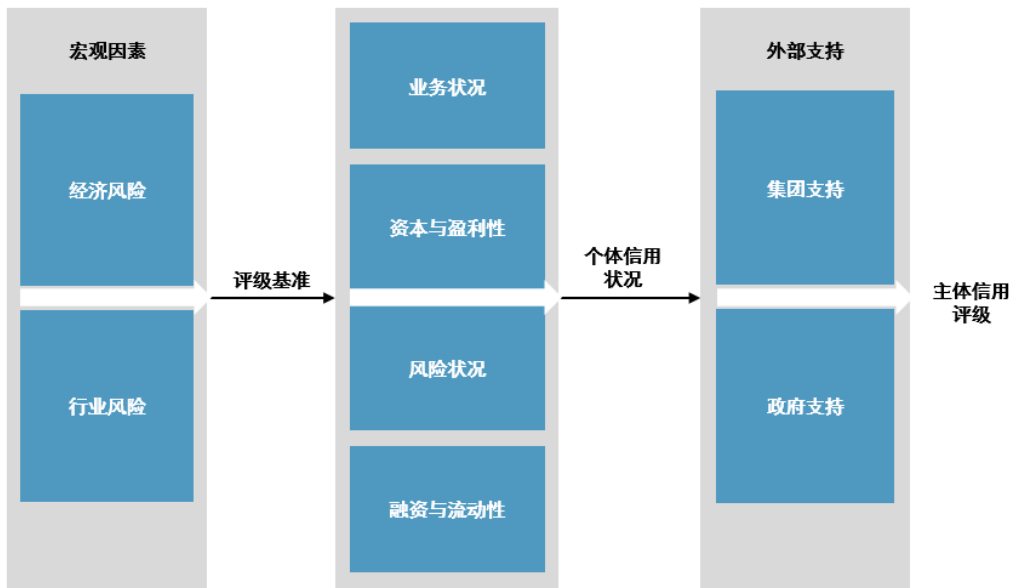 宏观因素
经济风险
行业风险
评级基准
业务状况
资本与盈利性
风险状况
融资与流动性
个体信用
状况
外部支持
集团支持
政府支持
主体信用
评级